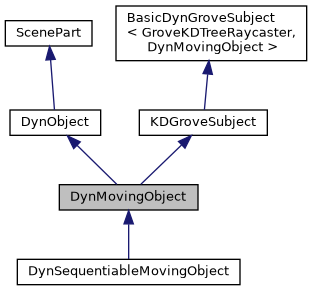 BasicDynGroveSubject
< GroveKDTreeRaycaster,
DynMovingObject >
ScenePart
DynObject
KDGroveSubject
DynMovingObject
DynSequentiableMovingObject